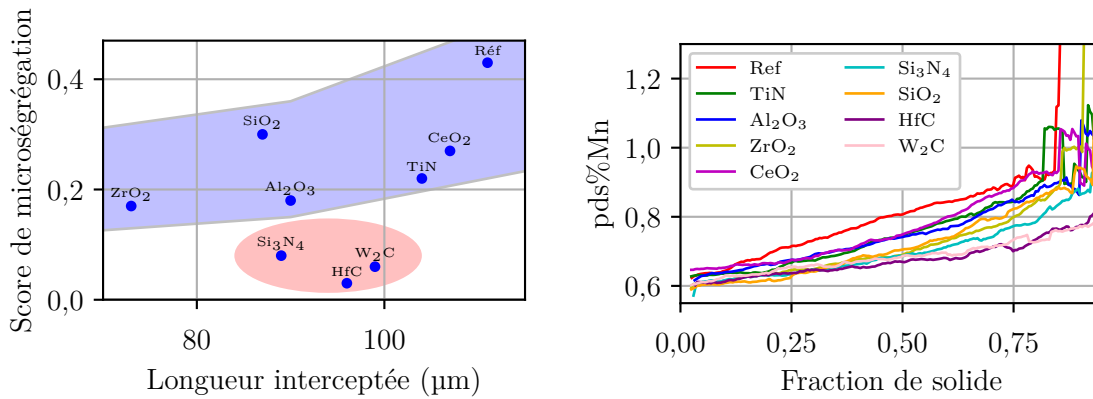 Score de microségrégation
0,4
0,2
0,0
Réf
SiO₂
CeO₂
TiN
ZrO₂
Al₂O₃
Si₃N₄
W₂C
HfC
80
100
Longueur interceptée (µm)
pds%Mn
1,2
1,0
0,8
0,6
Ref
TiN
Al₂O₃
ZrO₂
CeO₂
Si₃N₄
SiO₂
HfC
W₂C
0,00
0,25
0,50
0,75
Fraction de solide